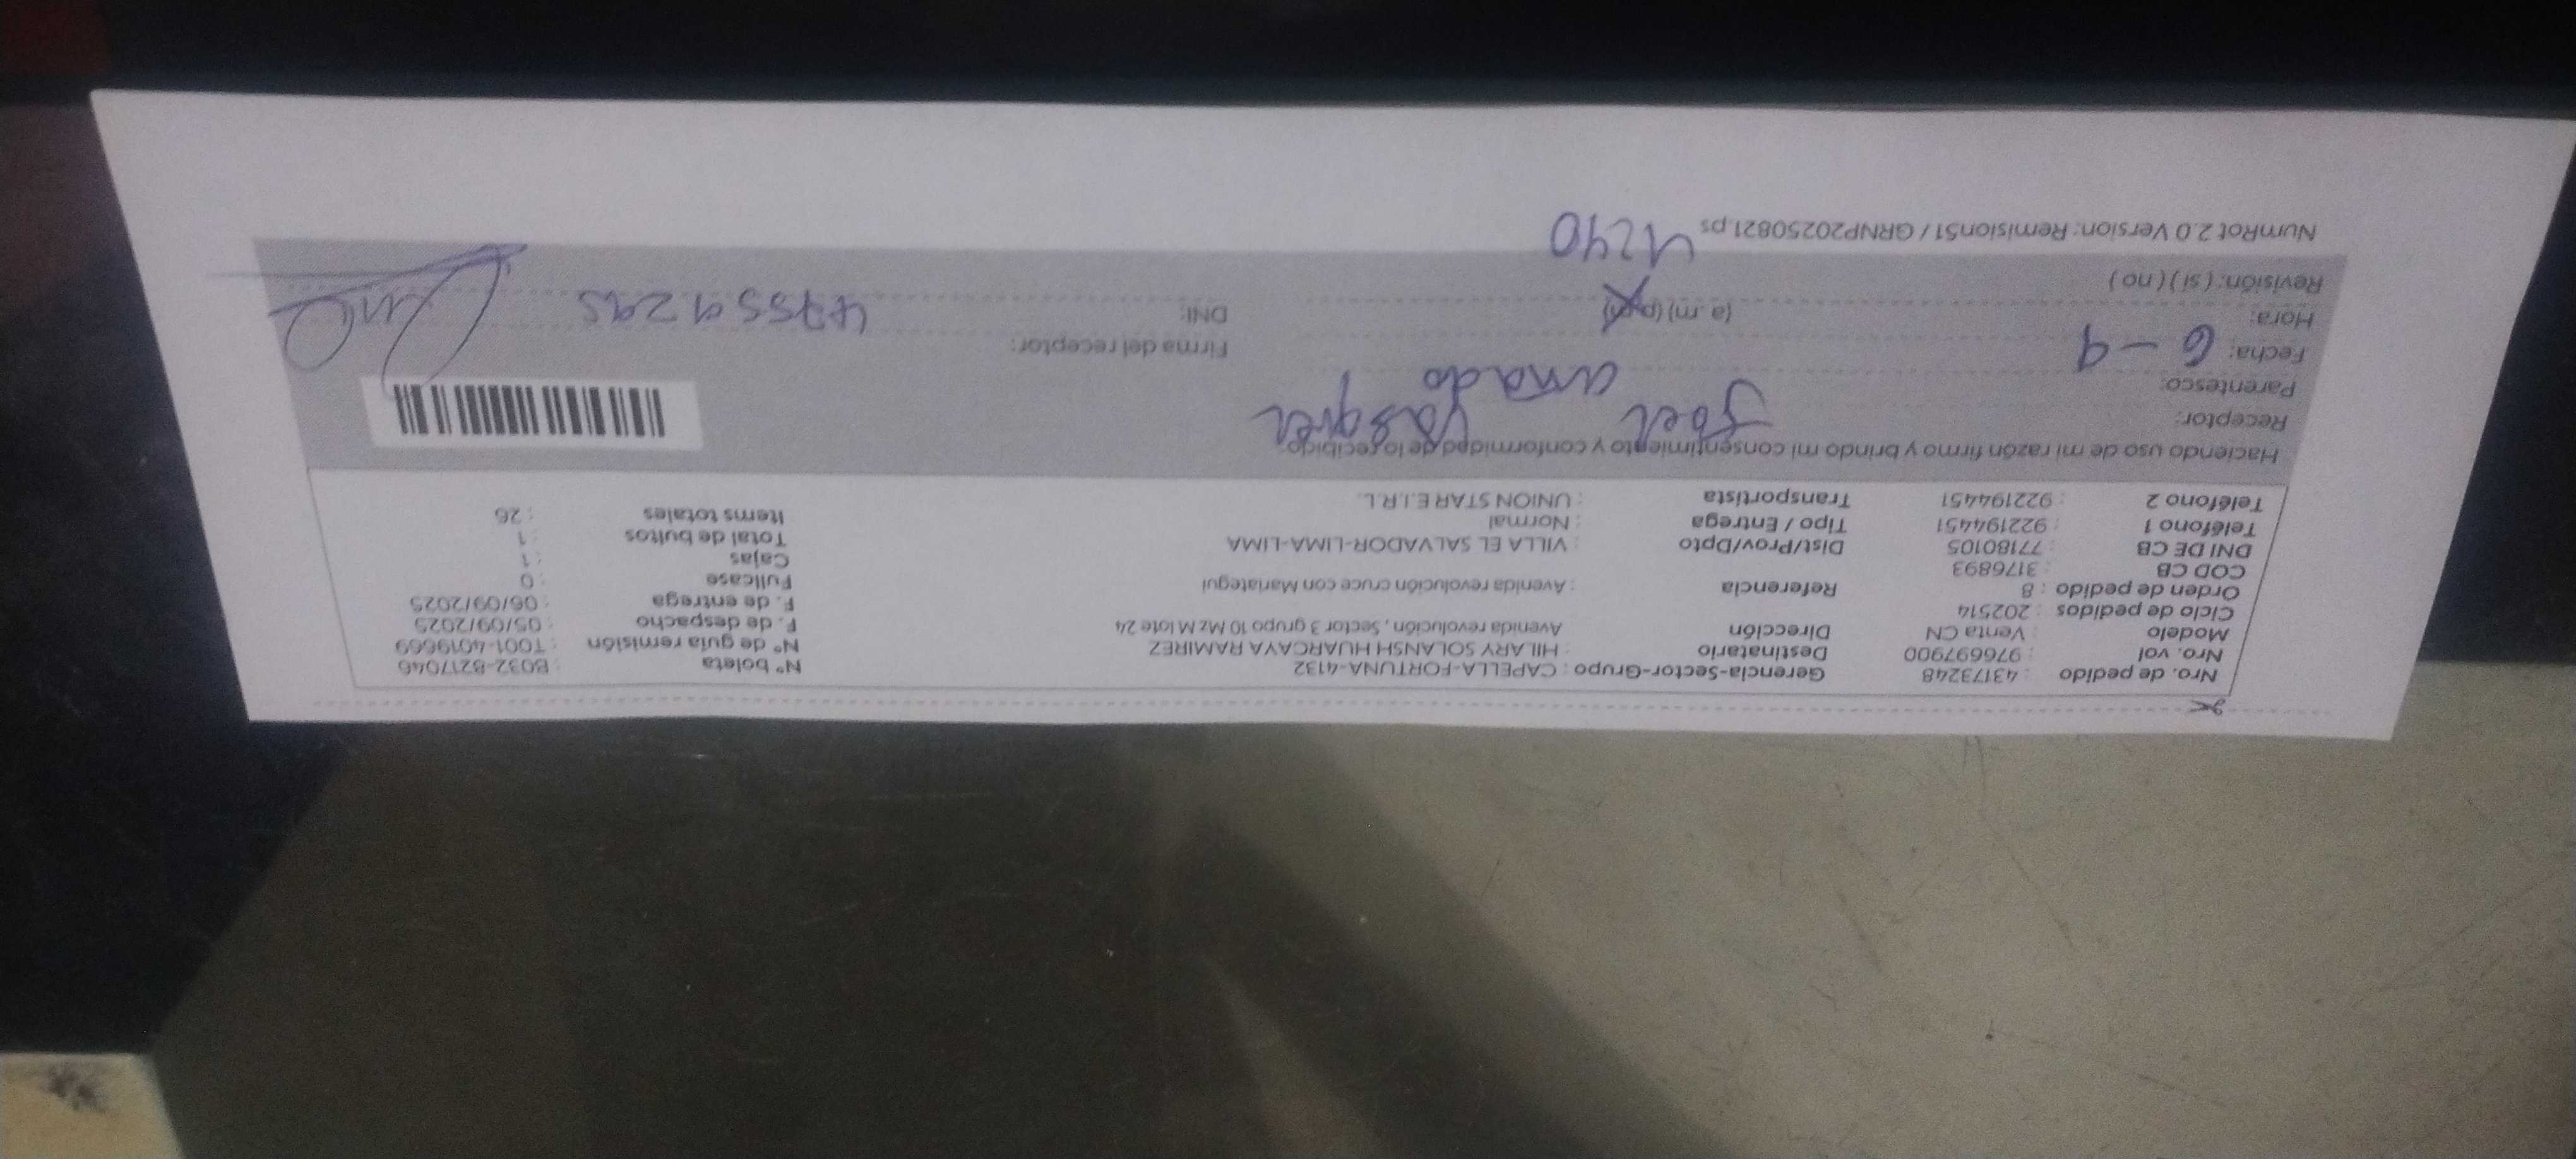 Nro. de pedido : 43173248 Gerencia-Sector-Grupo : CAPELLA-FORTUNA-4132 N° boleta : B032-8217046
Nro. vol : 976697900 Destinatario : HILARY SOLANSH HUARCAYA RAMIREZ N° de guía remisión : T001-4019669
Modelo : Venta CN Dirección Avenida revolución , Sector 3 grupo 10 Mz M lote 24 F. de despacho : 05/09/2025
Ciclo de pedidos : 202514 F. de entrega : 06/09/2025
Orden de pedido : 8 Referencia : Avenida revolución cruce con Mariategui Fullcase : 0
COD CB : 3176893 Cajas : 1
DNI DE CB : 77180105 Dist/Prov/Dpto : VILLA EL SALVADOR-LIMA-LIMA Total de bultos : 1
Teléfono 1 : 922194451 Tipo / Entrega : Normal Items totales : 26
Teléfono 2 : 922194451 Transportista : UNION STAR E.I.R.L.
Haciendo uso de mi razón firmo y brindo mi consentimiento y conformidad de lo recibido.
Receptor: Joel Vasquez
Parentesco: cuñado
Fecha: 6-9 Firma del receptor:
Hora: (a. m) (pm) DNI: 47559295
Revisión: ( si ) ( no ) 1240
NumRot 2.0 Version: Remision51 / GRNP20250821.ps